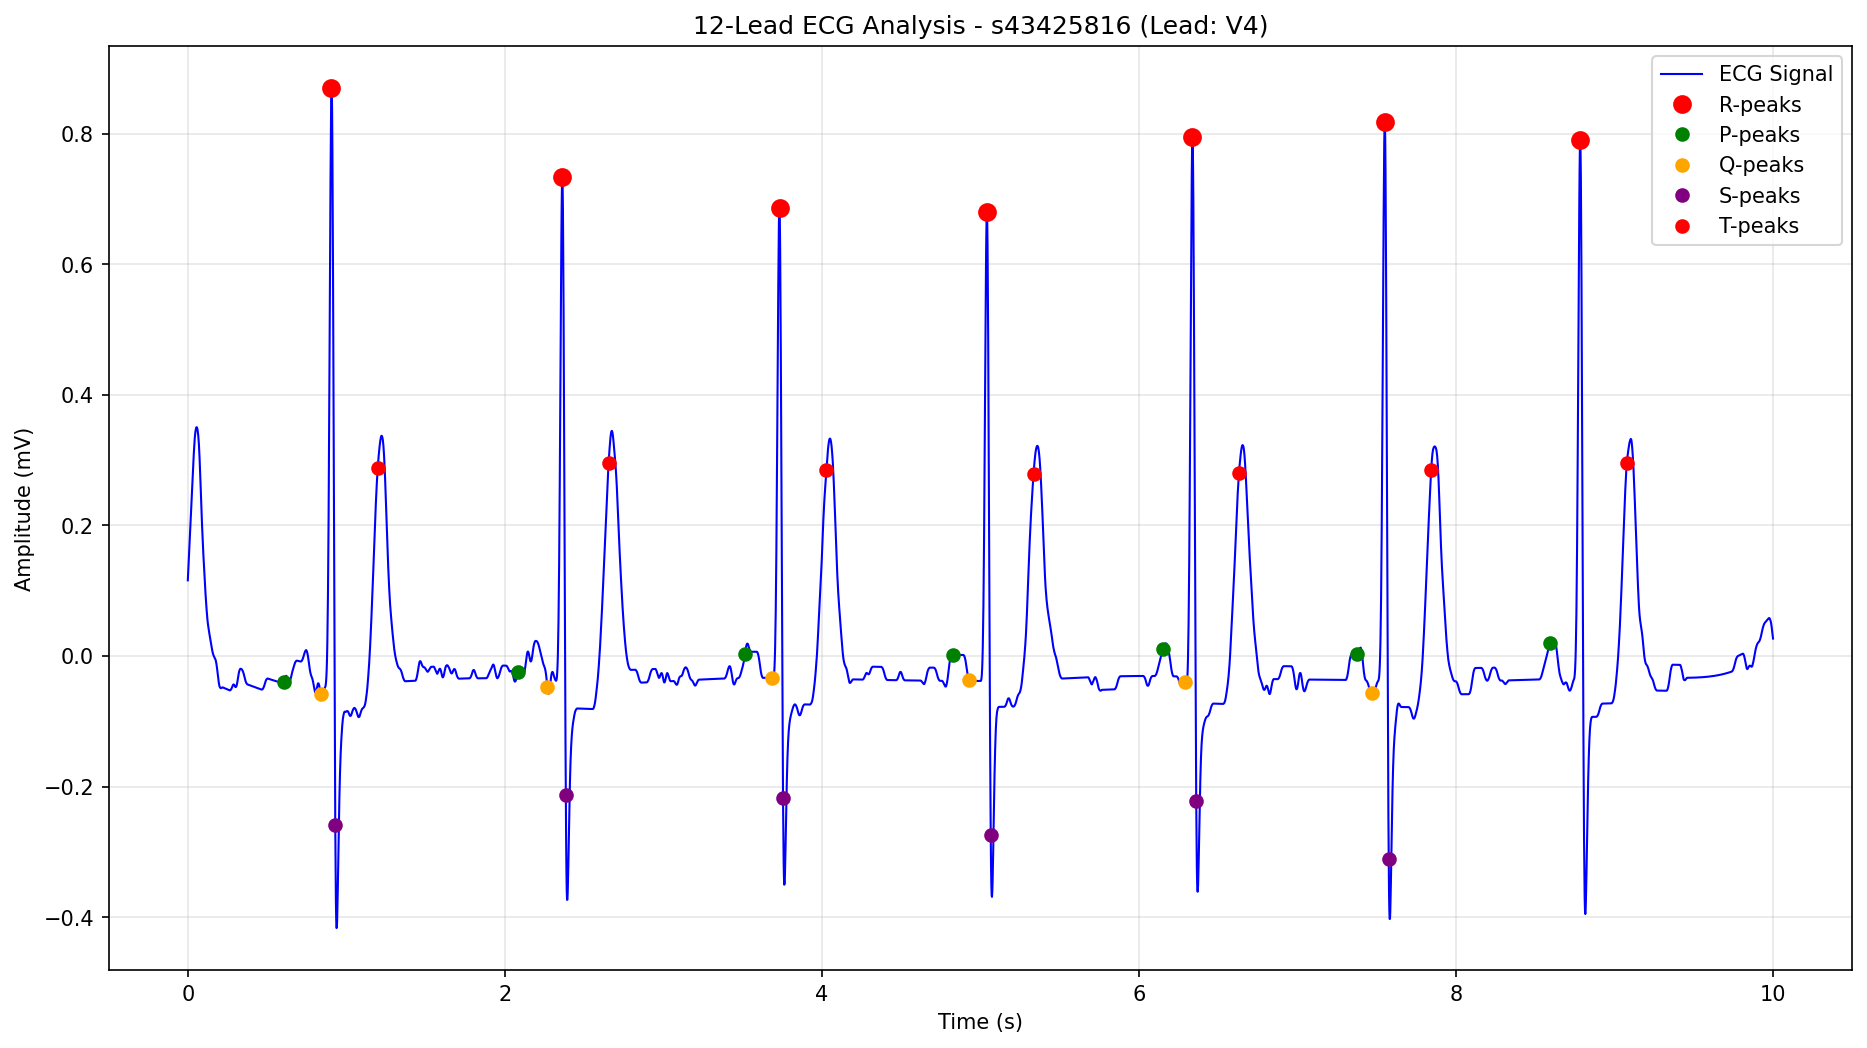 12-Lead ECG Analysis - s43425816 (Lead: V4)
ECG Signal
R-peaks
P-peaks
Q-peaks
S-peaks
T-peaks
0.8
0.6
0.4
0.2
0.0
−0.2
−0.4
Amplitude (mV)
0 2 4 6 8 10
Time (s)